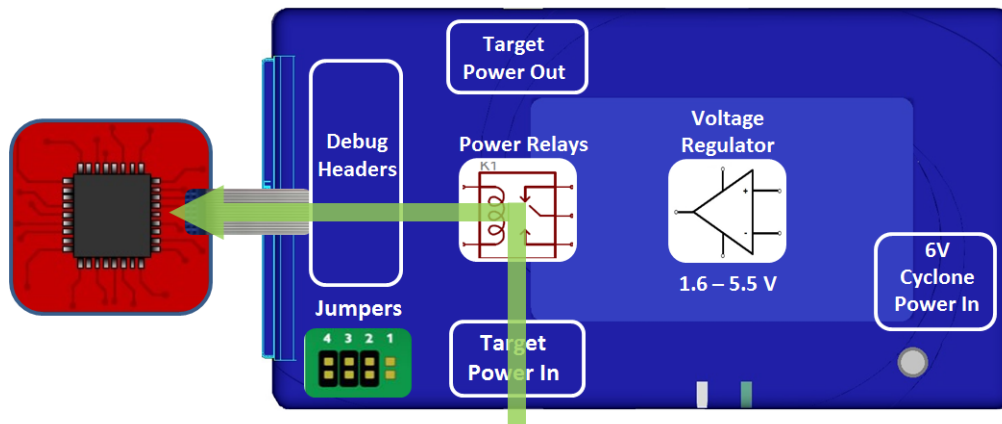 Target
Power Out
Debug
Headers
Power Relays
K1
Voltage
Regulator
1.6 – 5.5 V
6V
Cyclone
Power In
Jumpers
4 3 2 1
Target
Power In
+
-